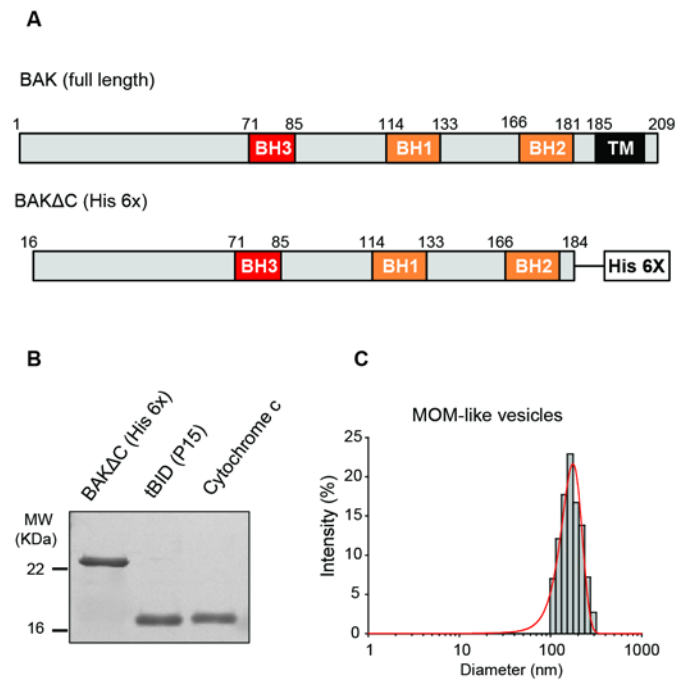 A
BAK (full length)
1 71 85 114 133 166 181 185 209
BH3 BH1 BH2 TM
BAKΔC (His 6x)
16 71 85 114 133 166 184
BH3 BH1 BH2 His 6X
B
C
BAKΔC (His 6x)
tBID (P15)
Cytochrome c
MW
(KDa)
22
16
MOM-like vesicles
Intensity (%)
25
20
15
10
5
0
1 10 100 1000
Diameter (nm)